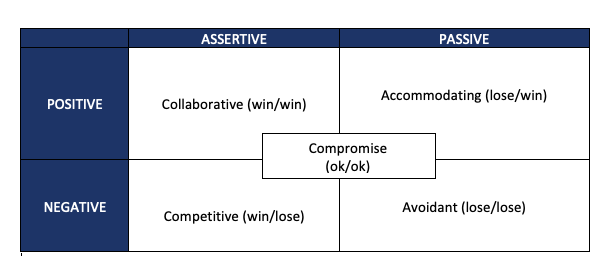 ASSERTIVE
PASSIVE
POSITIVE
Collaborative (win/win)
Accommodating (lose/win)
Compromise
(ok/ok)
NEGATIVE
Competitive (win/lose)
Avoidant (lose/lose)